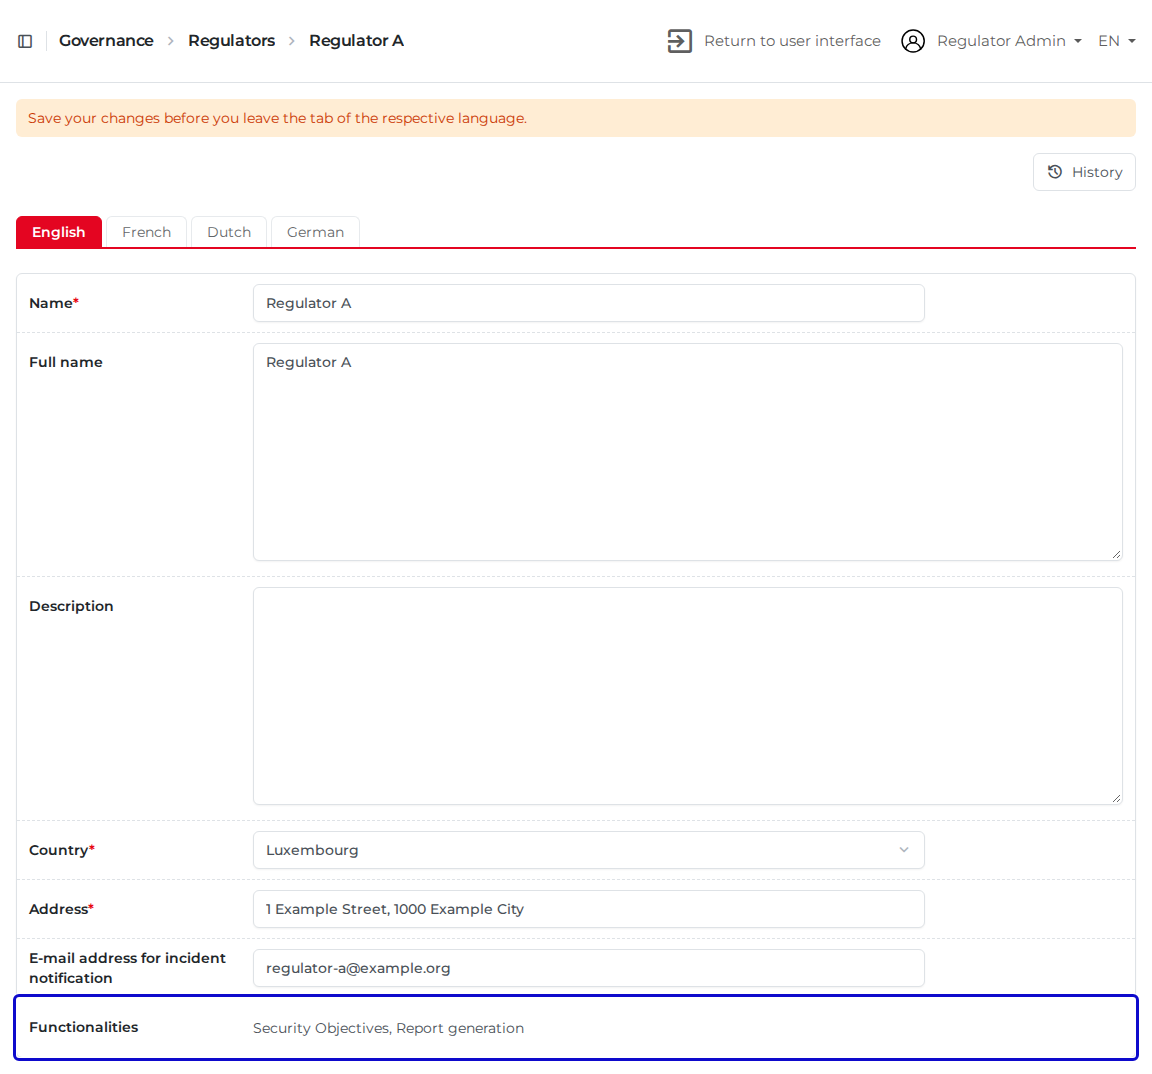 Governance > Regulators > Regulator A
Return to user interface
Regulator Admin
EN
Save your changes before you leave the tab of the respective language.
History
English
French
Dutch
German
Name*
Regulator A
Full name
Regulator A
Description
Country*
Luxembourg
Address*
1 Example Street, 1000 Example City
E-mail address for incident
notification
regulator-a@example.org
Functionalities
Security Objectives, Report generation